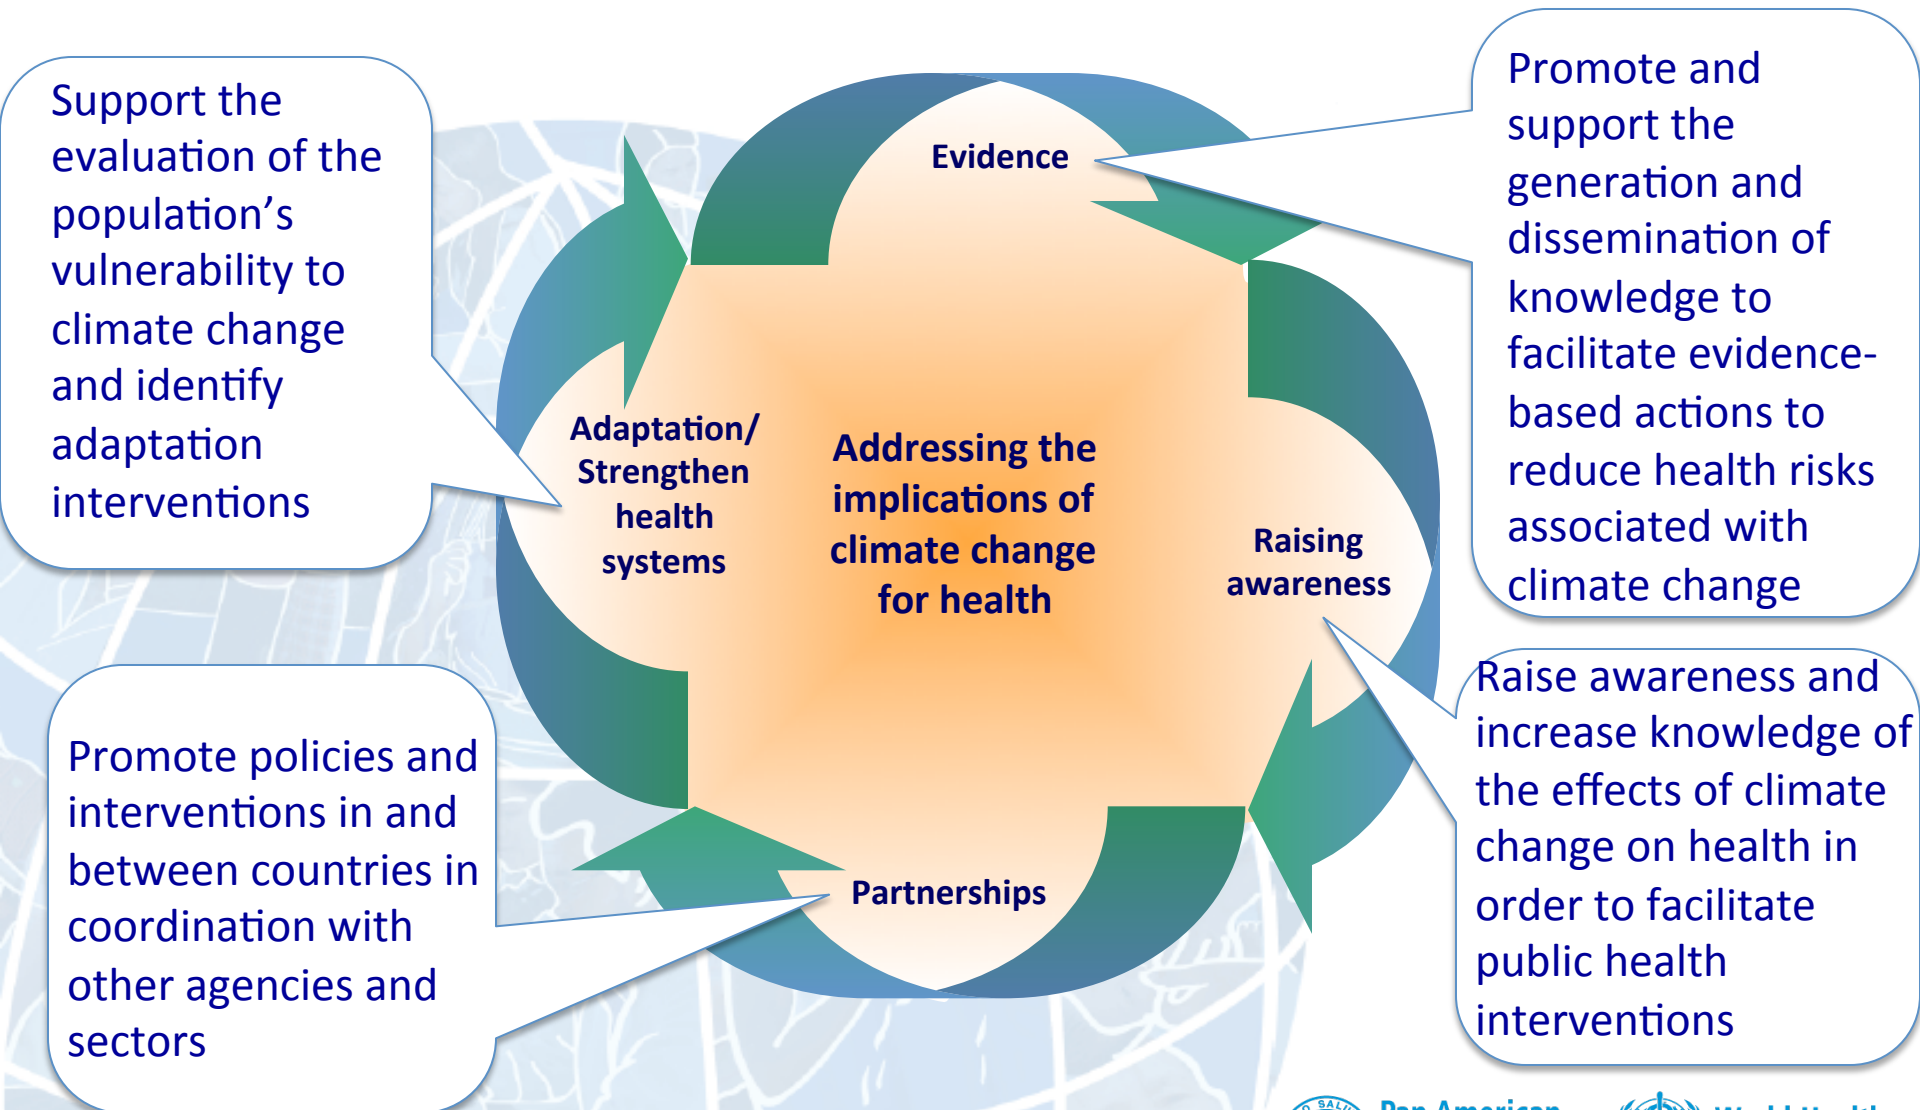 Support the
evaluation of the
population’s
vulnerability to
climate change
and identify
adaptation
interventions
Evidence
Promote and
support the
generation and
dissemination of
knowledge to
facilitate evidence-
based actions to
reduce health risks
associated with
climate change
Adaptation/
Strengthen
health
systems
Addressing the
implications of
climate change
for health
Raising
awareness
Promote policies and
interventions in and
between countries in
coordination with
other agencies and
sectors
Partnerships
Raise awareness and
increase knowledge of
the effects of climate
change on health in
order to facilitate
public health
interventions
Pan American
World Health